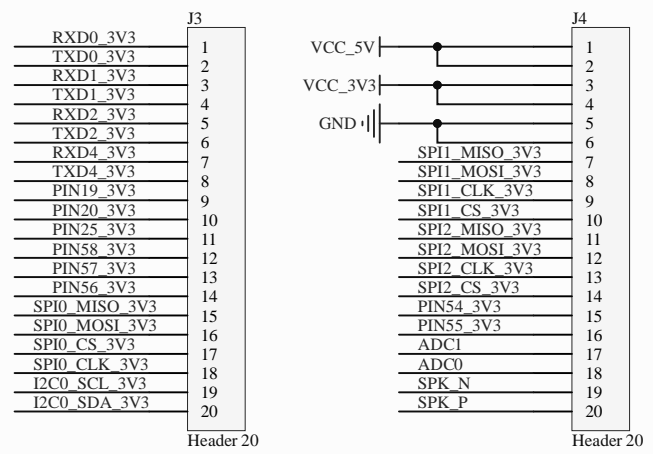 J3
RXD0_3V3 1
TXD0_3V3 2
RXD1_3V3 3
TXD1_3V3 4
RXD2_3V3 5
TXD2_3V3 6
RXD4_3V3 7
TXD4_3V3 8
PIN19_3V3 9
PIN20_3V3 10
PIN25_3V3 11
PIN58_3V3 12
PIN57_3V3 13
PIN56_3V3 14
SPI0_MISO_3V3 15
SPI0_MOSI_3V3 16
SPI0_CS_3V3 17
SPI0_CLK_3V3 18
I2C0_SCL_3V3 19
I2C0_SDA_3V3 20
Header 20
J4
VCC_5V 1
2
VCC_3V3 3
4
GND 5
6
SPI1_MISO_3V3 7
SPI1_MOSI_3V3 8
SPI1_CLK_3V3 9
SPI1_CS_3V3 10
SPI2_MISO_3V3 11
SPI2_MOSI_3V3 12
SPI2_CLK_3V3 13
SPI2_CS_3V3 14
PIN54_3V3 15
PIN55_3V3 16
ADC1 17
ADC0 18
SPK_N 19
SPK_P 20
Header 20